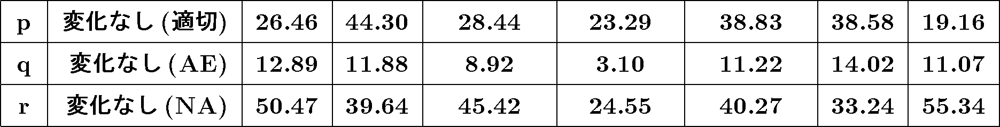 p 変化なし (適切) 26.46 44.30 28.44 23.29 38.83 38.58 19.16
q 変化なし (AE) 12.89 11.88 8.92 3.10 11.22 14.02 11.07
r 変化なし (NA) 50.47 39.64 45.42 24.55 40.27 33.24 55.34